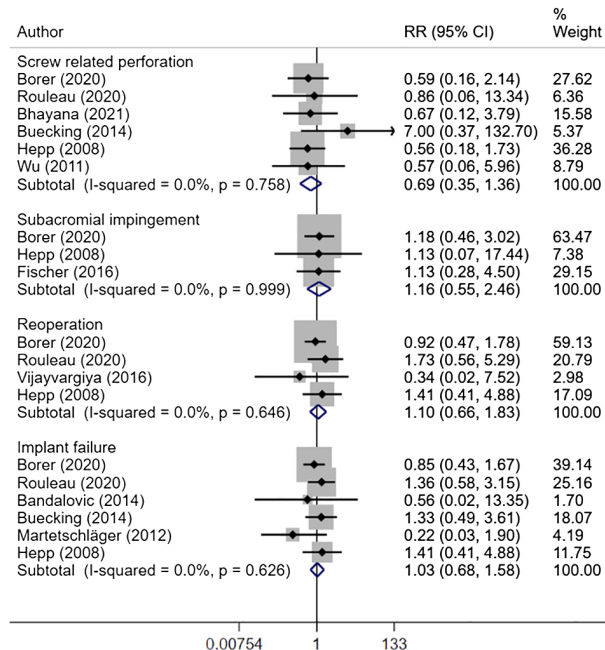 %
Author RR (95% CI) Weight
Screw related perforation
Borer (2020) 0.59 (0.16, 2.14) 27.62
Rouleau (2020) 0.86 (0.06, 13.34) 6.36
Bhayana (2021) 0.67 (0.12, 3.79) 15.58
Buecking (2014) 7.00 (0.37, 132.70) 5.37
Hepp (2008) 0.56 (0.18, 1.73) 36.28
Wu (2011) 0.57 (0.06, 5.96) 8.79
Subtotal (I-squared = 0.0%, p = 0.758) 0.69 (0.35, 1.36) 100.00
Subacromial impingement
Borer (2020) 1.18 (0.46, 3.02) 63.47
Hepp (2008) 1.13 (0.07, 17.44) 7.38
Fischer (2016) 1.13 (0.28, 4.50) 29.15
Subtotal (I-squared = 0.0%, p = 0.999) 1.16 (0.55, 2.46) 100.00
Reoperation
Borer (2020) 0.92 (0.47, 1.78) 59.13
Rouleau (2020) 1.73 (0.56, 5.29) 20.79
Vijayvargiya (2016) 0.34 (0.02, 7.52) 2.98
Hepp (2008) 1.41 (0.41, 4.88) 17.09
Subtotal (I-squared = 0.0%, p = 0.646) 1.10 (0.66, 1.83) 100.00
Implant failure
Borer (2020) 0.85 (0.43, 1.67) 39.14
Rouleau (2020) 1.36 (0.58, 3.15) 25.16
Bandalovic (2014) 0.56 (0.02, 13.35) 1.70
Buecking (2014) 1.33 (0.49, 3.61) 18.07
Martetschläger (2012) 0.22 (0.03, 1.90) 4.19
Hepp (2008) 1.41 (0.41, 4.88) 11.75
Subtotal (I-squared = 0.0%, p = 0.626) 1.03 (0.68, 1.58) 100.00
0.00754 1 133